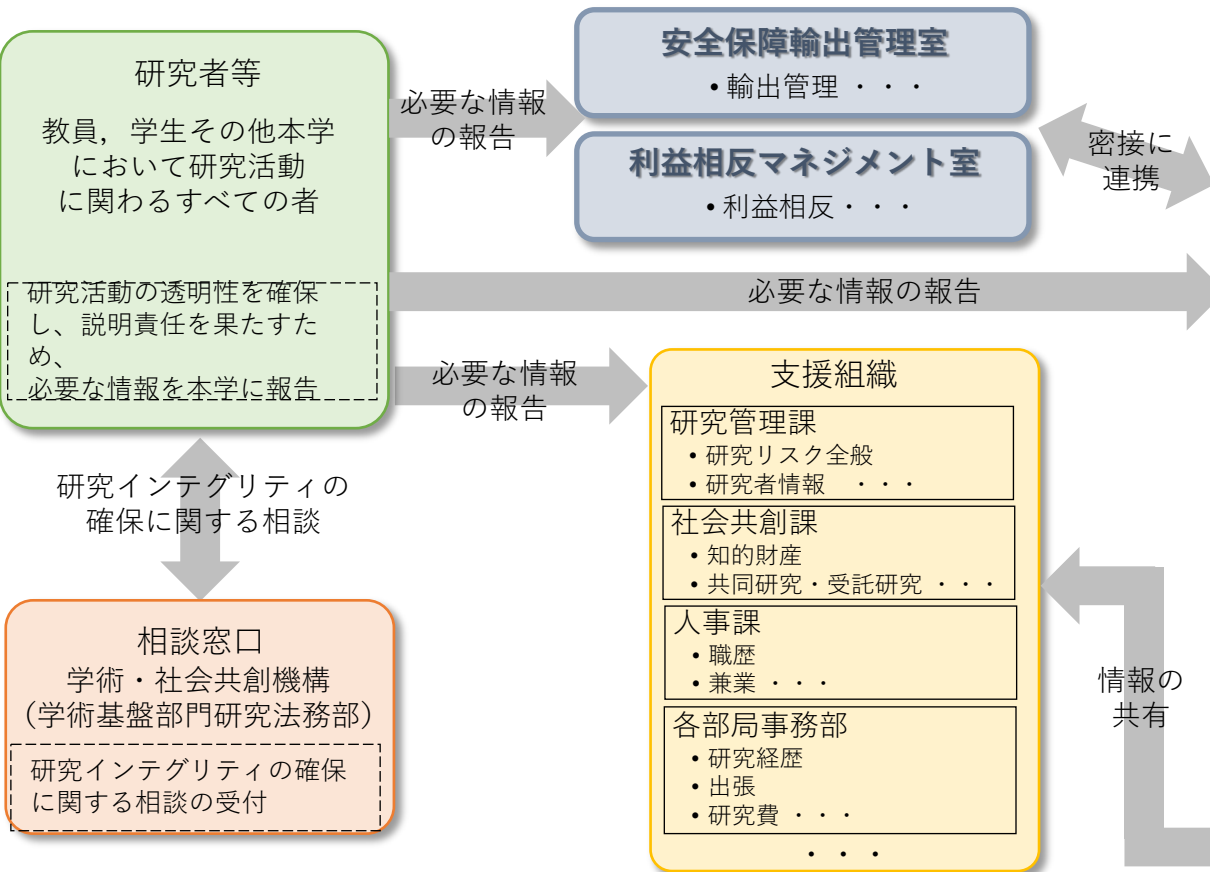 研究者等
教員，学生その他本学
において研究活動
に関わるすべての者
研究活動の透明性を確保
し、説明責任を果たすた
め、
必要な情報を本学に報告
必要な情報
の報告
安全保障輸出管理室
• 輸出管理 ・・・
利益相反マネジメント室
• 利益相反・・・
密接に
連携
必要な情報の報告
必要な情報
の報告
支援組織
研究管理課
• 研究リスク全般
• 研究者情報 ・・・
社会共創課
• 知的財産
• 共同研究・受託研究 ・・・
人事課
• 職歴
• 兼業 ・・・
各部局事務部
• 研究経歴
• 出張
• 研究費 ・・・
・・・
情報の
共有
研究インテグリティの
確保に関する相談
相談窓口
学術・社会共創機構
（学術基盤部門研究法務部）
研究インテグリティの確保
に関する相談の受付